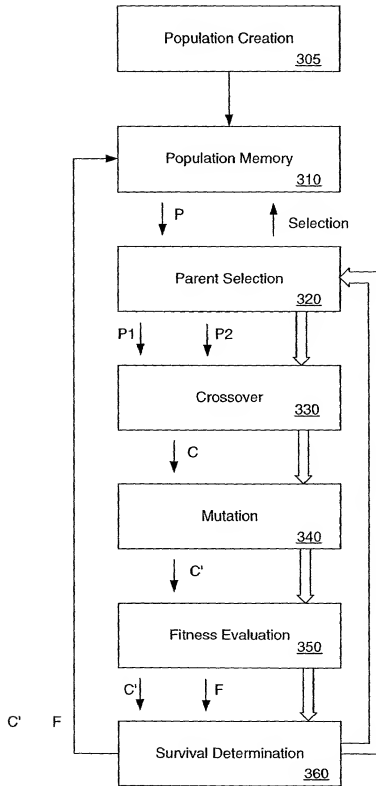 Population Creation
305
Population Memory
310
P
Selection
Parent Selection
320
P1 P2
Crossover
330
C
Mutation
340
C'
Fitness Evaluation
350
C' F
C' F
Survival Determination
360